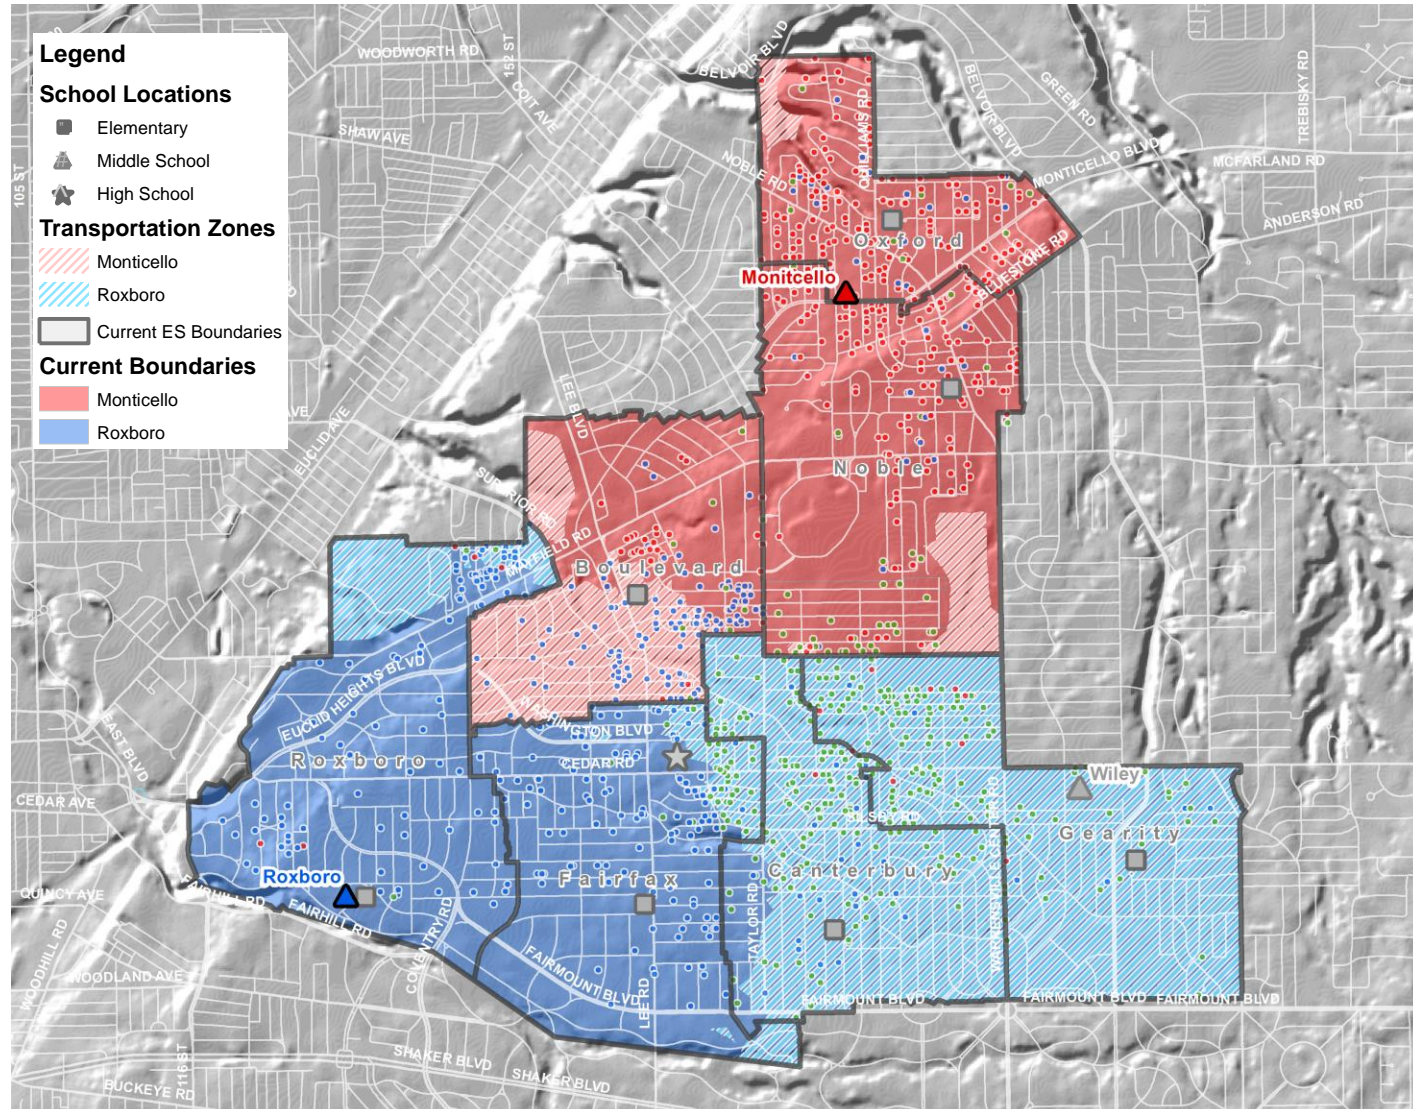 Legend
School Locations
Elementary
Middle School
High School
Transportation Zones
Monticello
Roxboro
Current ES Boundaries
Current Boundaries
Monticello
Roxboro
WOODWORTH RD
152 ST
COIT AVE
SHAW AVE
105 ST
BELVOIR BLVD
QUILLIAMS RD
NOBLE RD
BELVOIR BLVD
GREEN RD
TREBISKY RD
MONTICELLO BLVD
MCFARLAND RD
ANDERSON RD
Oxford
BLUESTONE RD
Monitcello
LEE BLVD
EUCLID AVE
SUPERIOR RD
Noble
MAYFIELD RD
Boulevard
EUCLID HEIGHTS BLVD
WASHINGTON BLVD
CEDAR RD
Roxboro
EAST BLVD
CEDAR AVE
Wiley
SILSBY RD
Gearity
Canterbury
Fairfax
Roxboro
QUINCY AVE
FAIRHILL RD
FAIRHILL RD
WOODHILL RD
WOODLAND AVE
COVENTRY RD
FAIRMOUNT BLVD
LEE RD
TAYLOR RD
FAIRMOUNT BLVD
FAIRMOUNT BLVD
FAIRMOUNT BLVD
SHAKER BLVD
SHAKER BLVD
116 ST
BUCKEYE RD